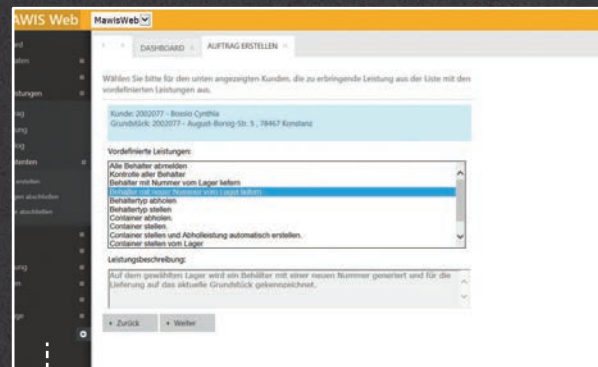 MAWIS Web MawisWeb
DASHBOARD AUFTRAG ERSTELLEN
Wählen Sie bitte für den unten angezeigten Kunden, die zu erbringende Leistung aus der Liste mit den
vordefinierten Leistungen aus.
Kunde: 2002077 - Bossio Cynthia
Grundstück: 2002077 - August-Borsig-Str. 5 , 78467 Konstanz
Vordefinierte Leistungen:
Alle Behälter abmelden
Kontrolle aller Behälter
Behälter mit Nummer vom Lager liefern
Behälter mit neuer Nummer vom Lager liefern
Behältertyp abholen
Behältertyp stellen
Container abholen.
Container stellen.
Container stellen und Abholleistung automatisch erstellen.
Container stellen vom Lager
Leistungsbeschreibung:
Auf dem gewählten Lager wird ein Behälter mit einer neuen Nummer generiert und für die
Lieferung auf das aktuelle Grundstück gekennzeichnet.
Zurück Weiter